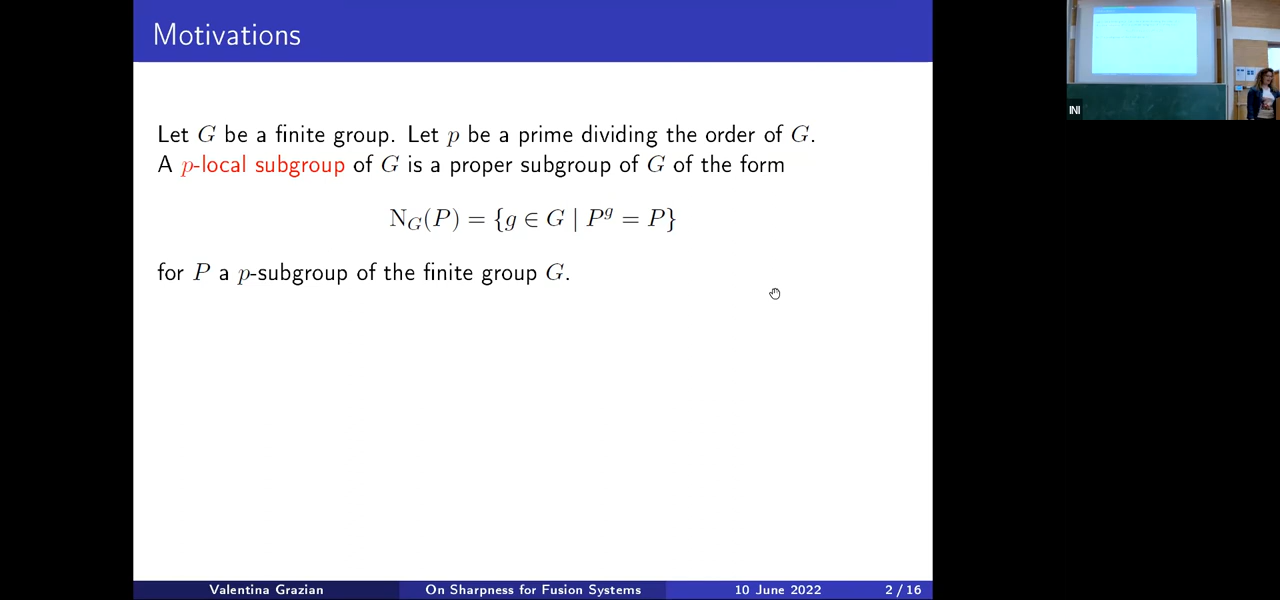 Motivations
Let G be a finite group. Let p be a prime dividing the order of G.
A p-local subgroup of G is a proper subgroup of G of the form
N_G(P) = {g ∈ G | P^g = P}
for P a p-subgroup of the finite group G.
Valentina Grazian On Sharpness for Fusion Systems 10 June 2022 2 / 16
INI